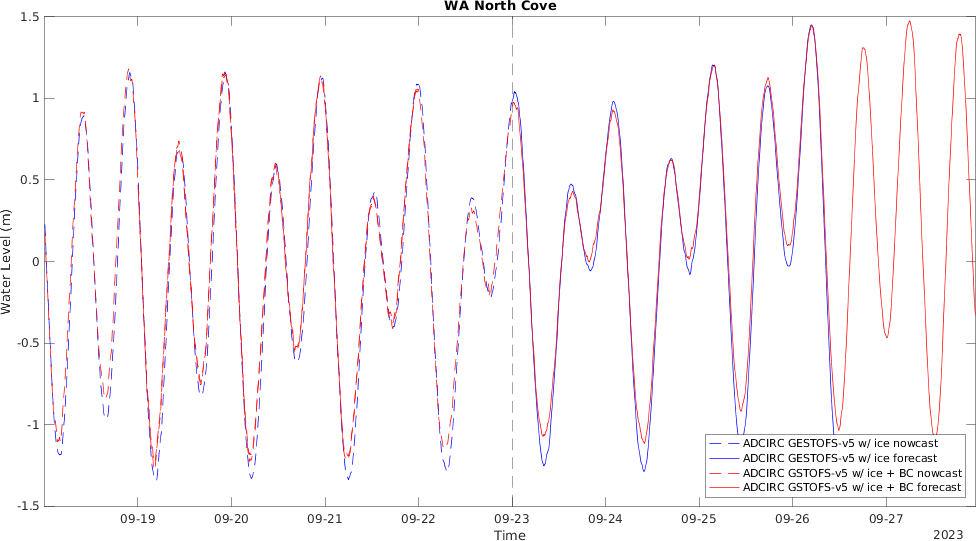 WA North Cove
1.5
1
0.5
0
-0.5
-1
-1.5
Water Level (m)
09-19 09-20 09-21 09-22 09-23 09-24 09-25 09-26 09-27
Time
2023
ADCIRC GESTOFS-v5 w/ ice nowcast
ADCIRC GESTOFS-v5 w/ ice forecast
ADCIRC GSTOFS-v5 w/ ice + BC nowcast
ADCIRC GSTOFS-v5 w/ ice + BC forecast